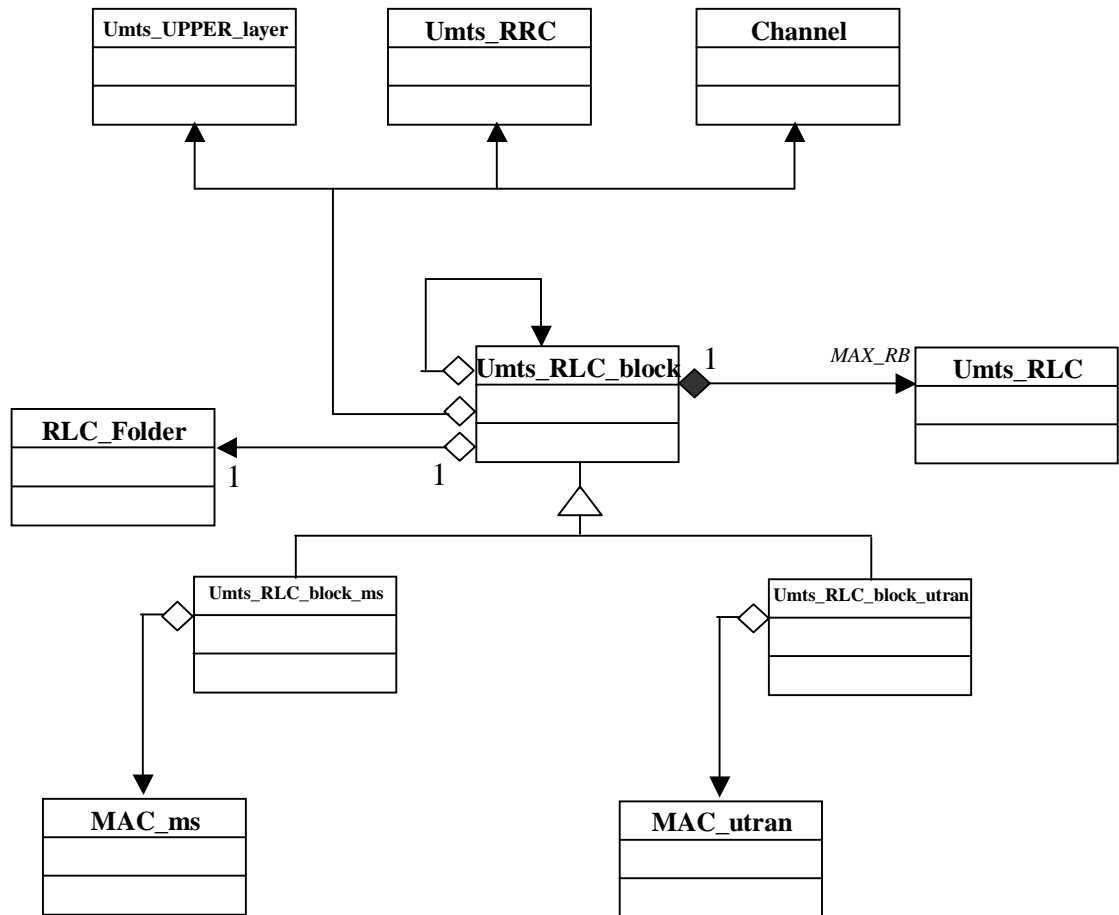 Umts_UPPER_layer
Umts_RRC
Channel
Umts_RLC_block
1
MAX_RB
Umts_RLC
RLC_Folder
1
1
Umts_RLC_block_ms
Umts_RLC_block_utran
MAC_ms
MAC_utran